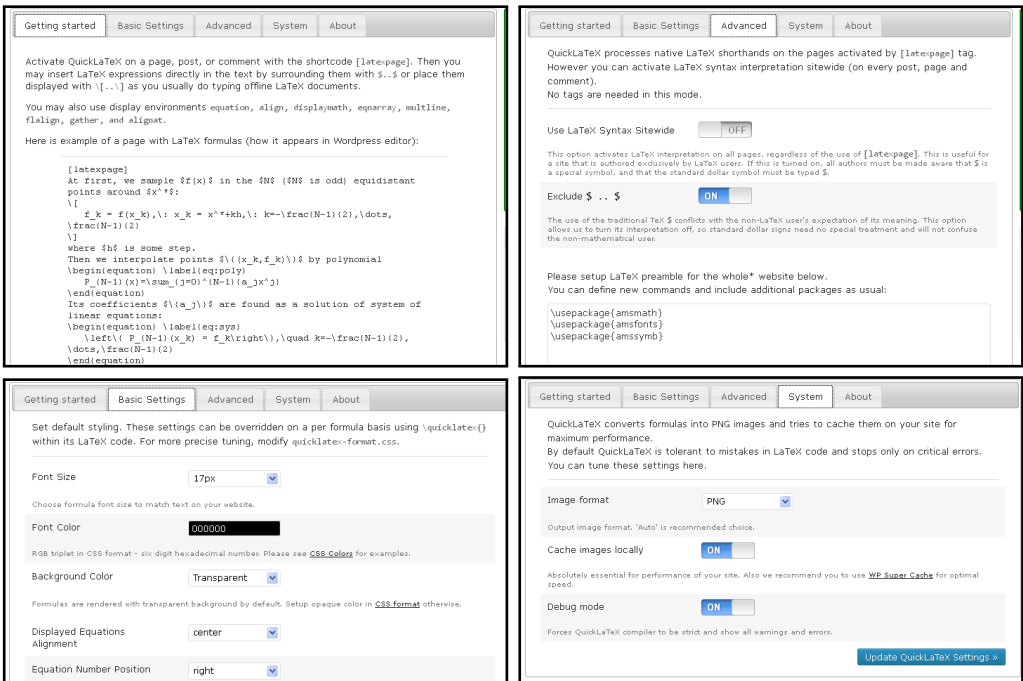 Getting started Basic Settings Advanced System About
Activate QuickLaTeX on a page, post, or comment with the shortcode [latexpage]. Then you
may insert LaTeX expressions directly in the text by surrounding them with $..$ or place them
displayed with \[..\] as you usually do typing offline LaTeX documents.
You may also use display environments equation, align, displaymath, eqnarray, multline,
flalign, gather, and alignat.
Here is example of a page with LaTeX formulas (how it appears in Wordpress editor):
[latexpage]
At first, we sample $f(x)$ in the $N$ ($N$ is odd) equidistant
points around $x^*$:
\[
f_k = f(x_k),\: x_k = x^*+kh,\: k=-\frac{N-1}{2},\dots,
\frac{N-1}{2}
\]
where $h$ is some step.
Then we interpolate points $\{(x_k,f_k)\}$ by polynomial
\begin{equation} \label{eq:poly}
P_{N-1}(x)=\sum_{j=0}^{N-1}{a_jx^j}
\end{equation}
Its coefficients $\{a_j\}$ are found as a solution of system of
linear equations:
\begin{equation} \label{eq:sys}
\left\{ P_{N-1}(x_k) = f_k\right\},\quad k=-\frac{N-1}{2},
\dots,\frac{N-1}{2}
\end{equation}
Getting started Basic Settings Advanced System About
QuickLaTeX processes native LaTeX shorthands on the pages activated by [latexpage] tag.
However you can activate LaTeX syntax interpretation sitewide (on every post, page and
comment).
No tags are needed in this mode.
Use LaTeX Syntax Sitewide OFF
This option activates LaTeX interpretation on all pages, regardless of the use of [latexpage]. This is useful for
a site that is authored exclusively by LaTeX users. If this is turned on, all authors must be made aware that $ is
a special symbol, and that the standard dollar symbol must be typed \$.
Exclude $ .. $ ON
The use of the traditional TeX $ conflicts with the non-LaTeX user's expectation of its meaning. This option
allows us to turn its interpretation off, so standard dollar signs need no special treatment and will not confuse
the non-mathematical user.
Please setup LaTeX preamble for the whole* website below.
You can define new commands and include additional packages as usual:
\usepackage{amsmath}
\usepackage{amsfonts}
\usepackage{amssymb}
Getting started Basic Settings Advanced System About
Set default styling. These settings can be overridden on a per formula basis using \quicklatex{}
within its LaTeX code. For more precise tuning, modify quicklatex-format.css.
Font Size 17px
Choose formula font size to match text on your website.
Font Color 000000
RGB triplet in CSS format - six digit hexadecimal number. Please see CSS Colors for examples.
Background Color Transparent
Formulas are rendered with transparent background by default. Setup opaque color in CSS format otherwise.
Displayed Equations center
Alignment
Equation Number Position right
Getting started Basic Settings Advanced System About
QuickLaTeX converts formulas into PNG images and tries to cache them on your site for
maximum performance.
By default QuickLaTeX is tolerant to mistakes in LaTeX code and stops only on critical errors.
You can tune these settings here.
Image format PNG
Output image format. 'Auto' is recommended choice.
Cache images locally ON
Absolutely essential for performance of your site. Also we recommend you to use WP Super Cache for optimal
speed.
Debug mode ON
Forces QuickLaTeX compiler to be strict and show all warnings and errors.
Update QuickLaTeX Settings »